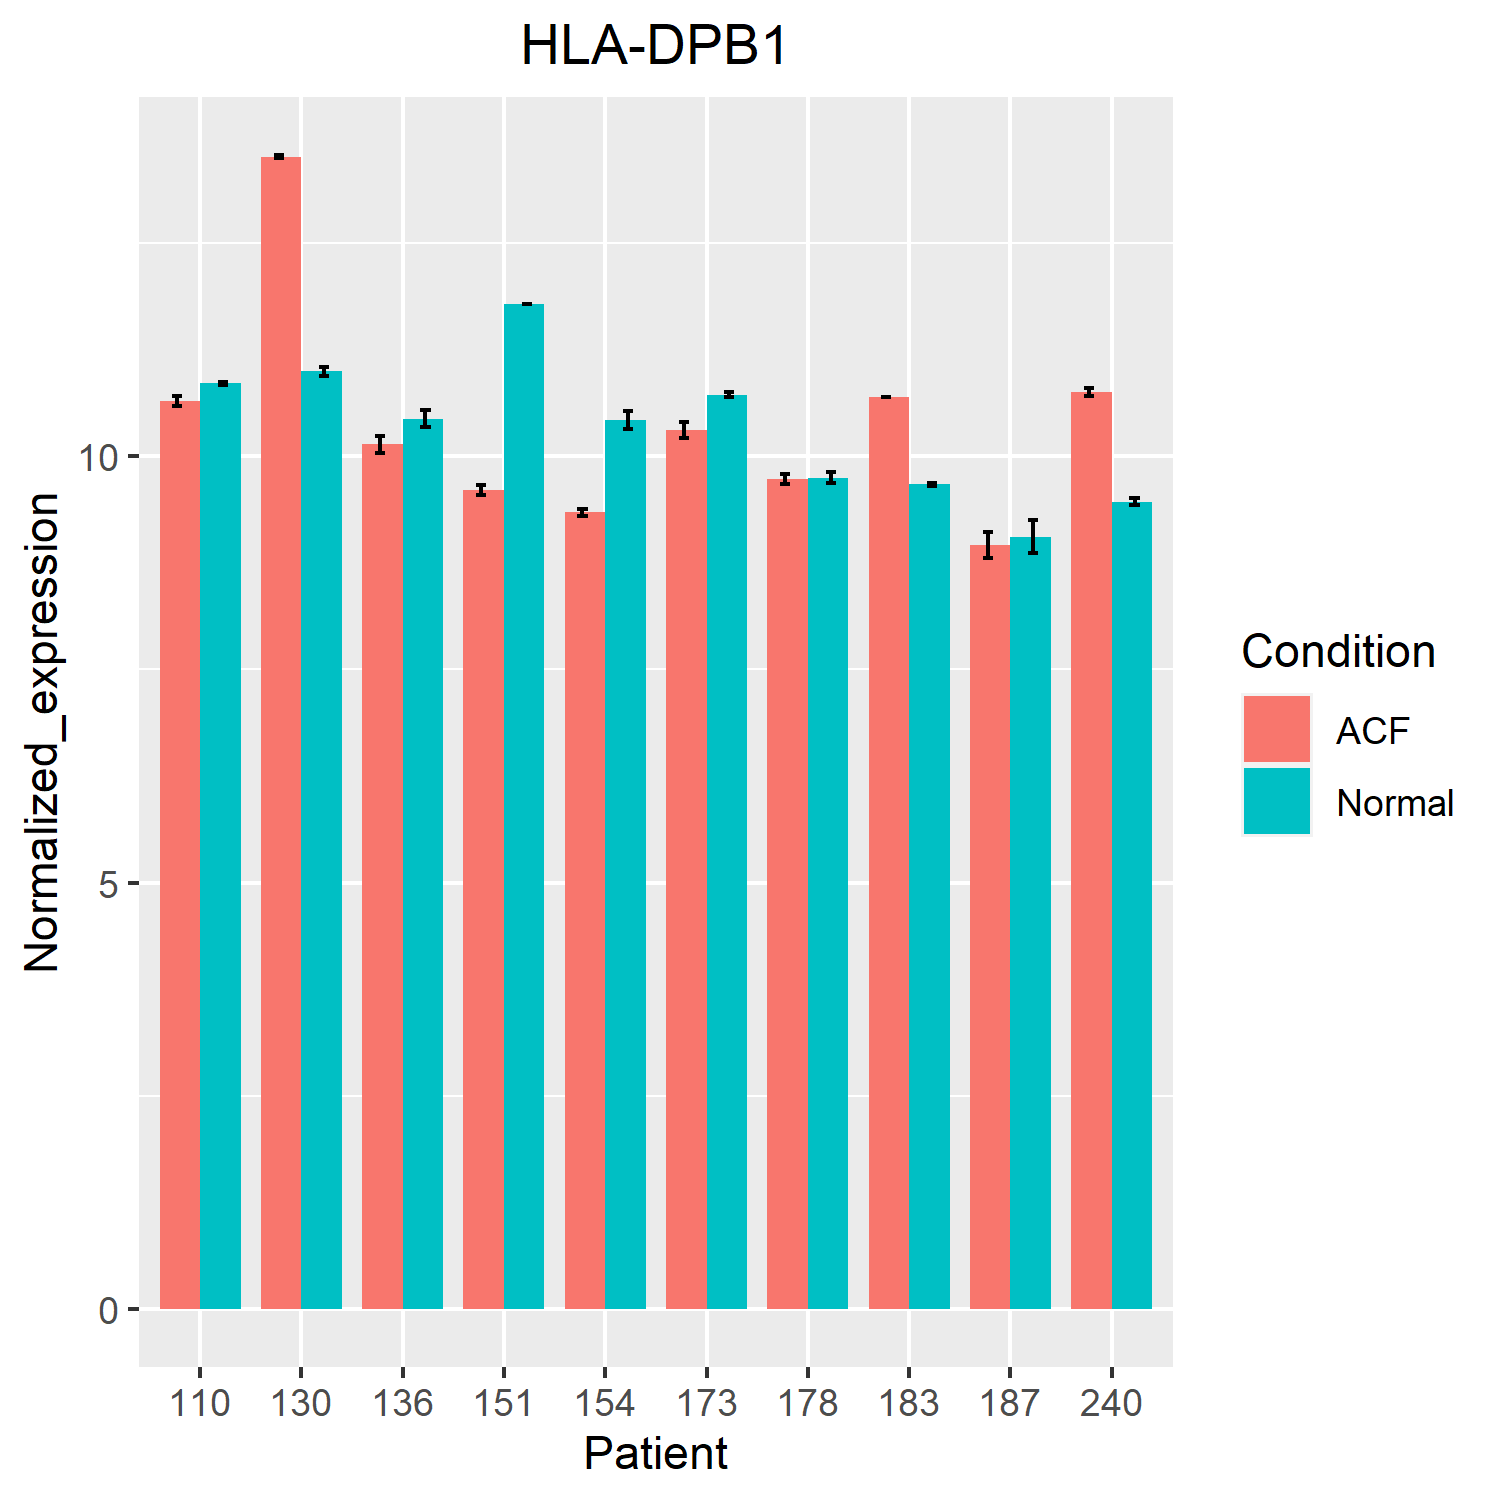 HLA-DPB1
Normalized_expression
10
5
0
110 130 136 151 154 173 178 183 187 240
Patient
Condition
ACF
Normal